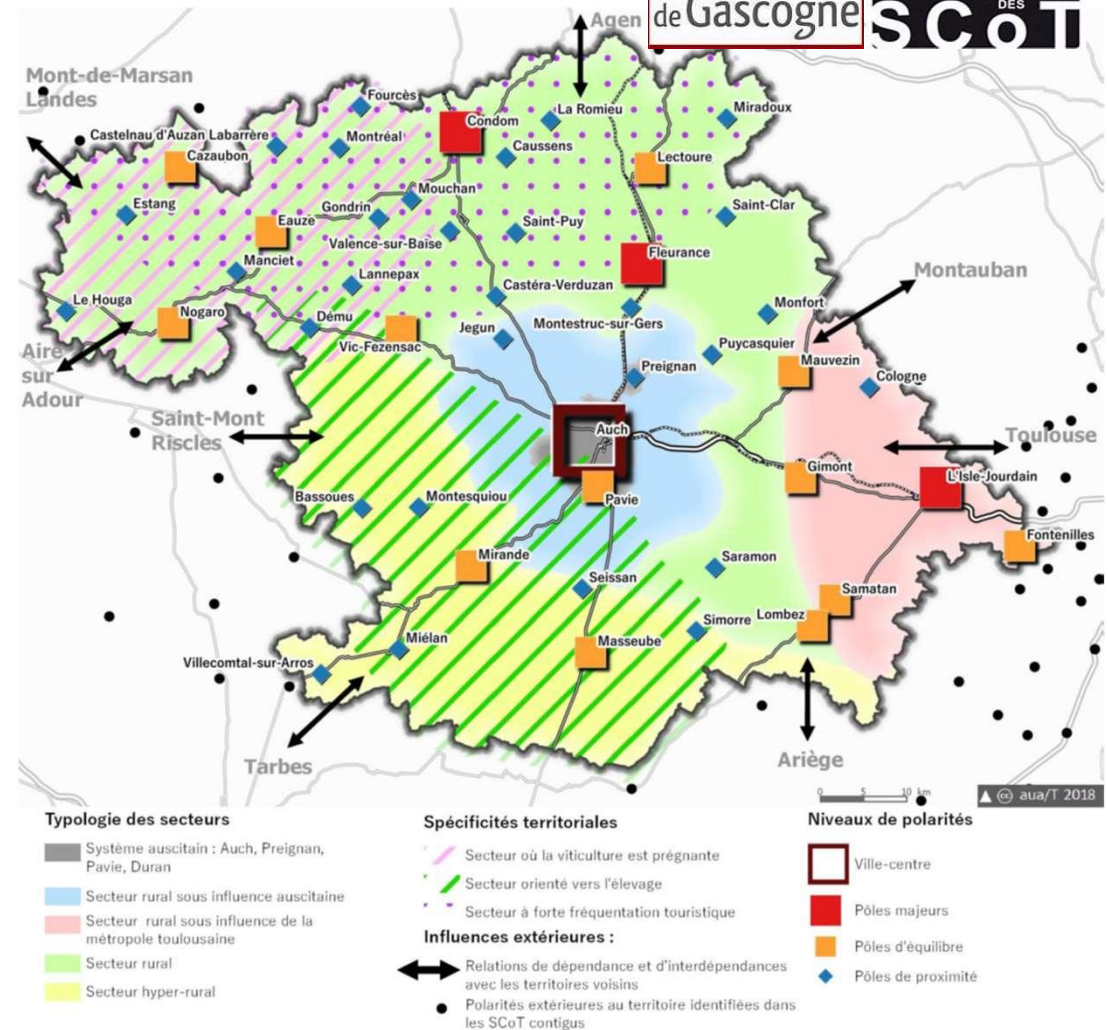 de Gascogne
DES
SCoT
Agen
Mont-de-Marsan
Landes
Fourcès
La Romieu
Miradoux
Condom
Castelnau d'Auzan Labarrère
Montréal
Caussens
Lectoure
Cazaubon
Mouchan
Estang
Gondrin
Saint-Clar
Eauze
Saint-Puy
Valence-sur-Baïse
Fleurance
Manciet
Montauban
Lannepax
Castéra-Verduzan
Le Houga
Monfort
Nogaro
Dému
Jegun
Montestruc-sur-Gers
Vic-Fezensac
Puycasquier
Aire
sur
Adour
Preignan
Mauvezin
Cologne
Saint-Mont
Riscles
Auch
Toulouse
Gimont
L'Isle-Jourdain
Bassoues
Montesquiou
Pavie
Fontenilles
Mirande
Saramon
Seissan
Samatan
Simorre
Lombez
Miélan
Masseube
Villecomtal-sur-Arros
Tarbes
Ariège
0 5 10 km
cc aua/T 2018
Typologie des secteurs
Système auscitain : Auch, Preignan,
Pavie, Duran
Secteur rural sous influence auscitaine
Secteur rural sous influence de la
métropole toulousaine
Secteur rural
Secteur hyper-rural
Spécificités territoriales
Secteur où la viticulture est prégnante
Secteur orienté vers l'élevage
Secteur à forte fréquentation touristique
Influences extérieures :
Relations de dépendance et d'interdépendances
avec les territoires voisins
Polarités extérieures au territoire identifiées dans
les SCoT contigus
Niveaux de polarités
Ville-centre
Pôles majeurs
Pôles d'équilibre
Pôles de proximité